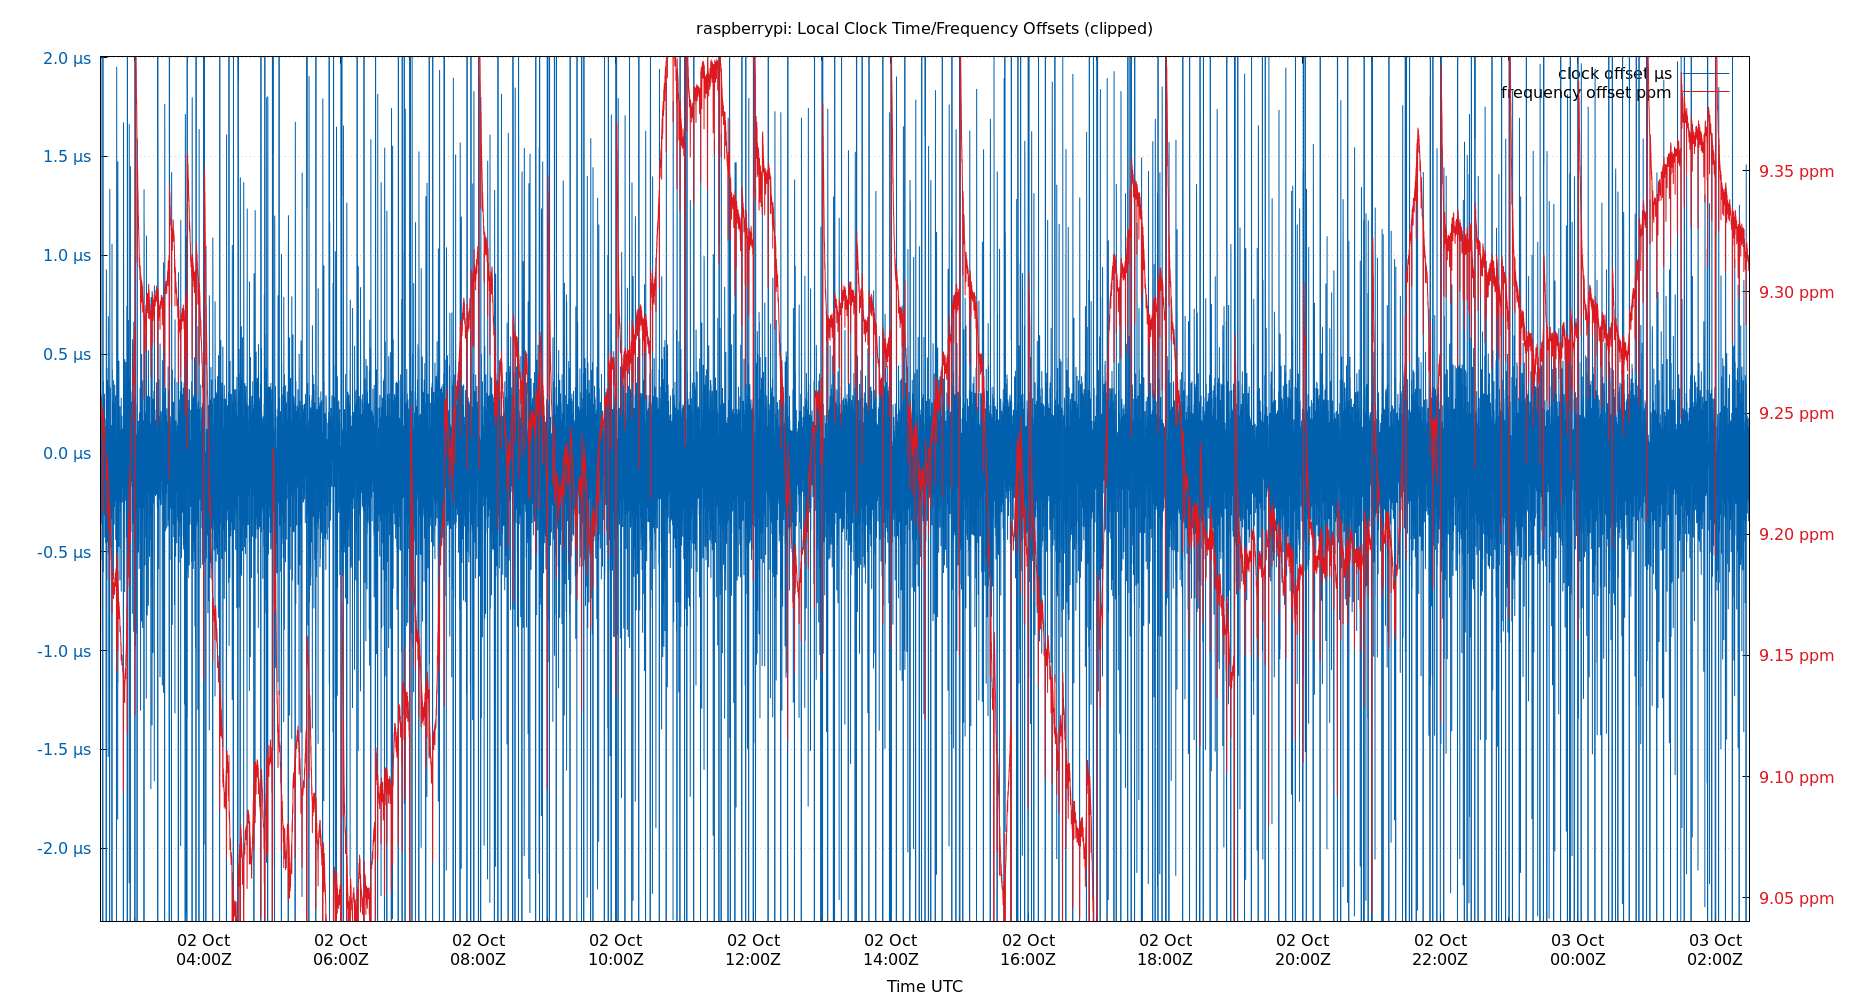 raspberrypi: Local Clock Time/Frequency Offsets (clipped)
clock offset µs
frequency offset ppm
2.0 µs
1.5 µs
1.0 µs
0.5 µs
0.0 µs
-0.5 µs
-1.0 µs
-1.5 µs
-2.0 µs
9.35 ppm
9.30 ppm
9.25 ppm
9.20 ppm
9.15 ppm
9.10 ppm
9.05 ppm
02 Oct 02 Oct 02 Oct 02 Oct 02 Oct 02 Oct 02 Oct 02 Oct 02 Oct 02 Oct 03 Oct 03 Oct
04:00Z 06:00Z 08:00Z 10:00Z 12:00Z 14:00Z 16:00Z 18:00Z 20:00Z 22:00Z 00:00Z 02:00Z
Time UTC